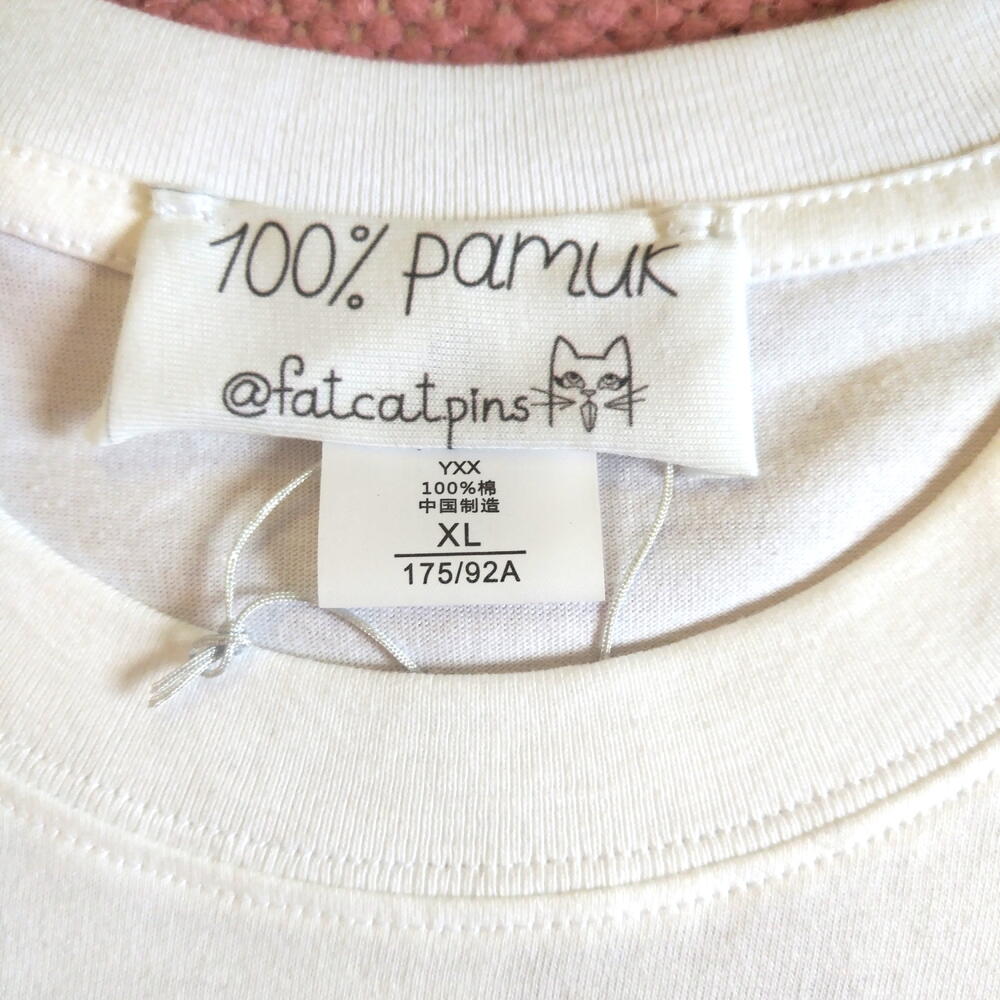 100% pamuk
@fatcatpins
YXX
100%棉
中国制造
XL
175/92A